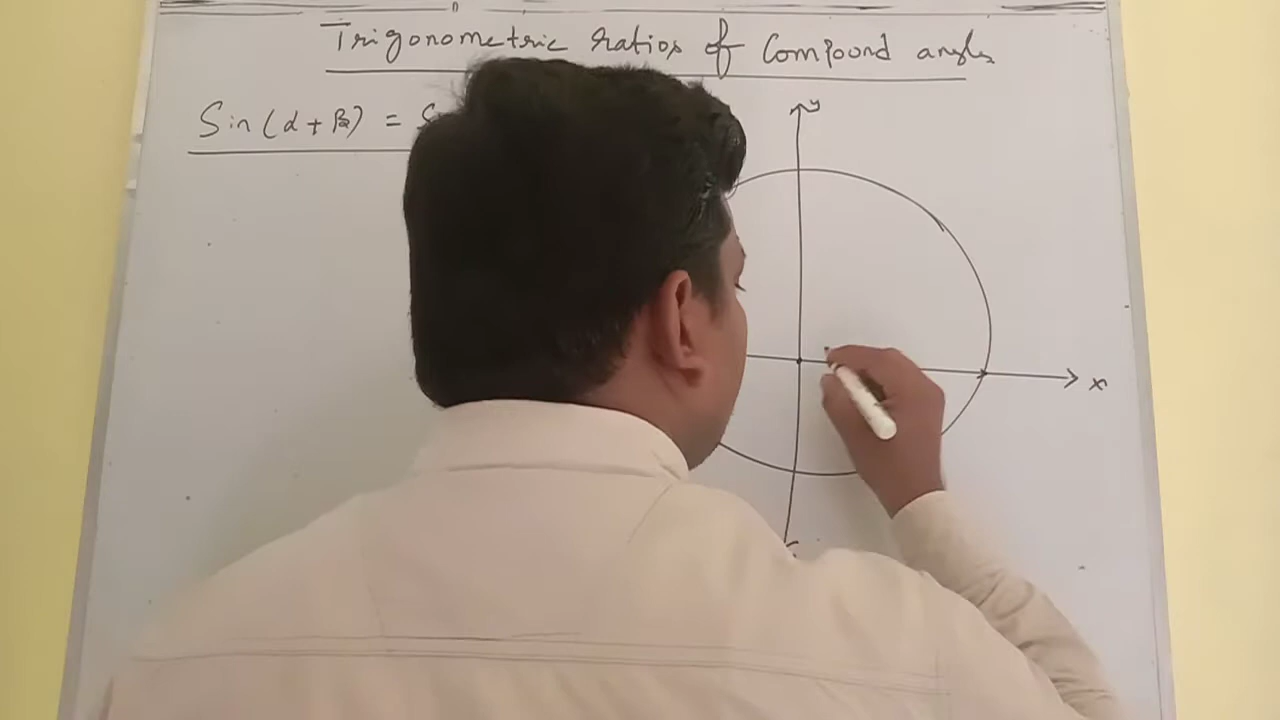 Trigonometric ratios of Compound angles
Sin(α+β) = S
y
x